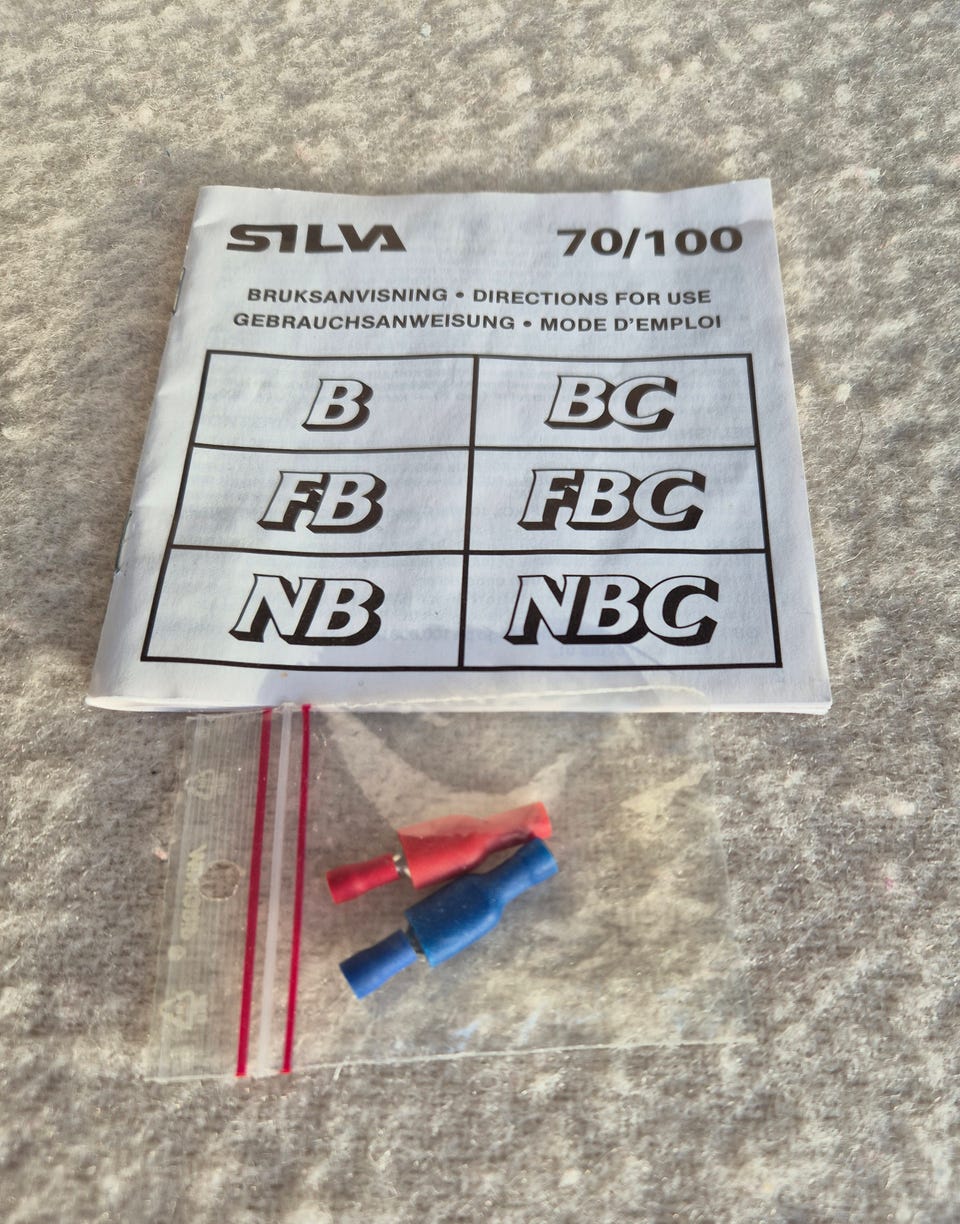 SILVA 70/100
BRUKSANVISNING • DIRECTIONS FOR USE
GEBRAUCHSANWEISUNG • MODE D'EMPLOI
B BC
FB FBC
NB NBC